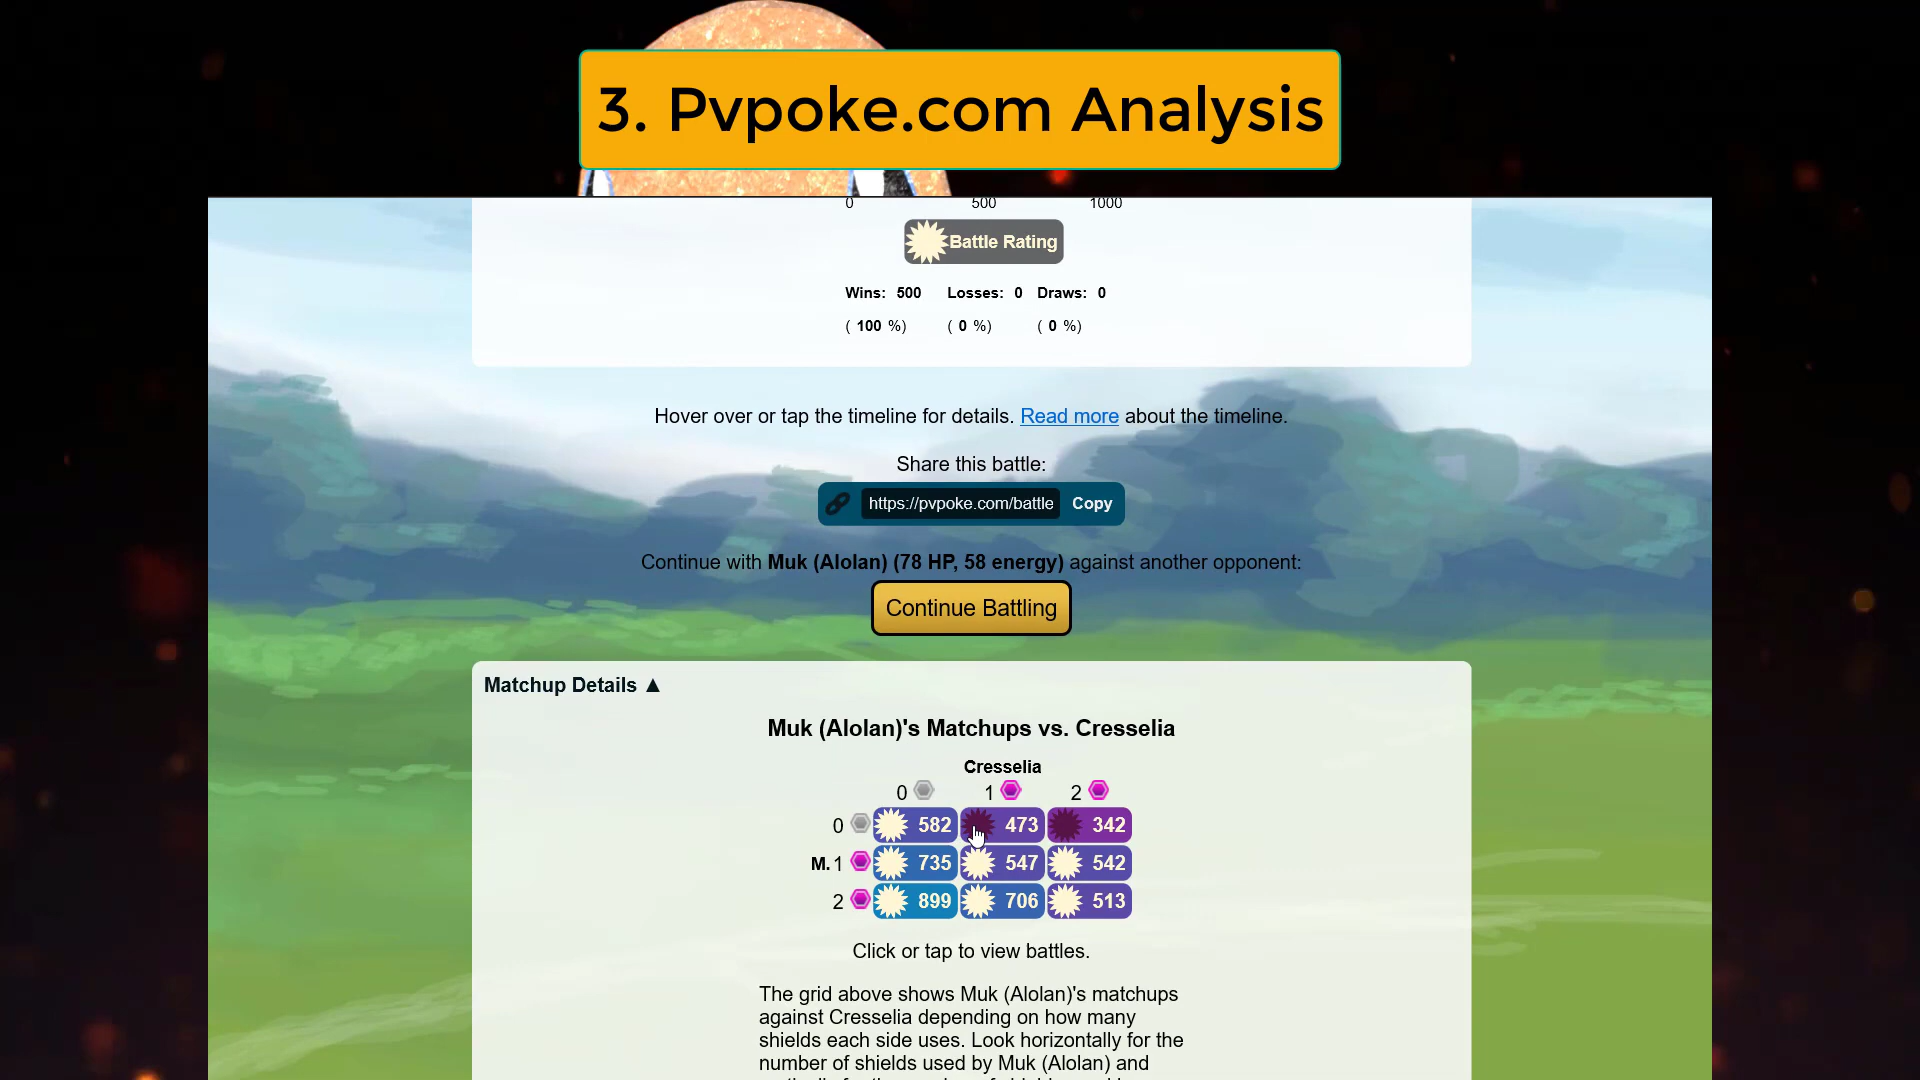 3. Pvpoke.com Analysis
0 500 1000
Battle Rating
Wins: 500 Losses: 0 Draws: 0
( 100 %) ( 0 %) ( 0 %)
Hover over or tap the timeline for details. Read more about the timeline.
Share this battle:
https://pvpoke.com/battle Copy
Continue with Muk (Alolan) (78 HP, 58 energy) against another opponent:
Continue Battling
Matchup Details ▲
Muk (Alolan)'s Matchups vs. Cresselia
Cresselia
0 1 2
0 582 473 342
M. 1 735 547 542
2 899 706 513
Click or tap to view battles.
The grid above shows Muk (Alolan)'s matchups
against Cresselia depending on how many
shields each side uses. Look horizontally for the
number of shields used by Muk (Alolan) and